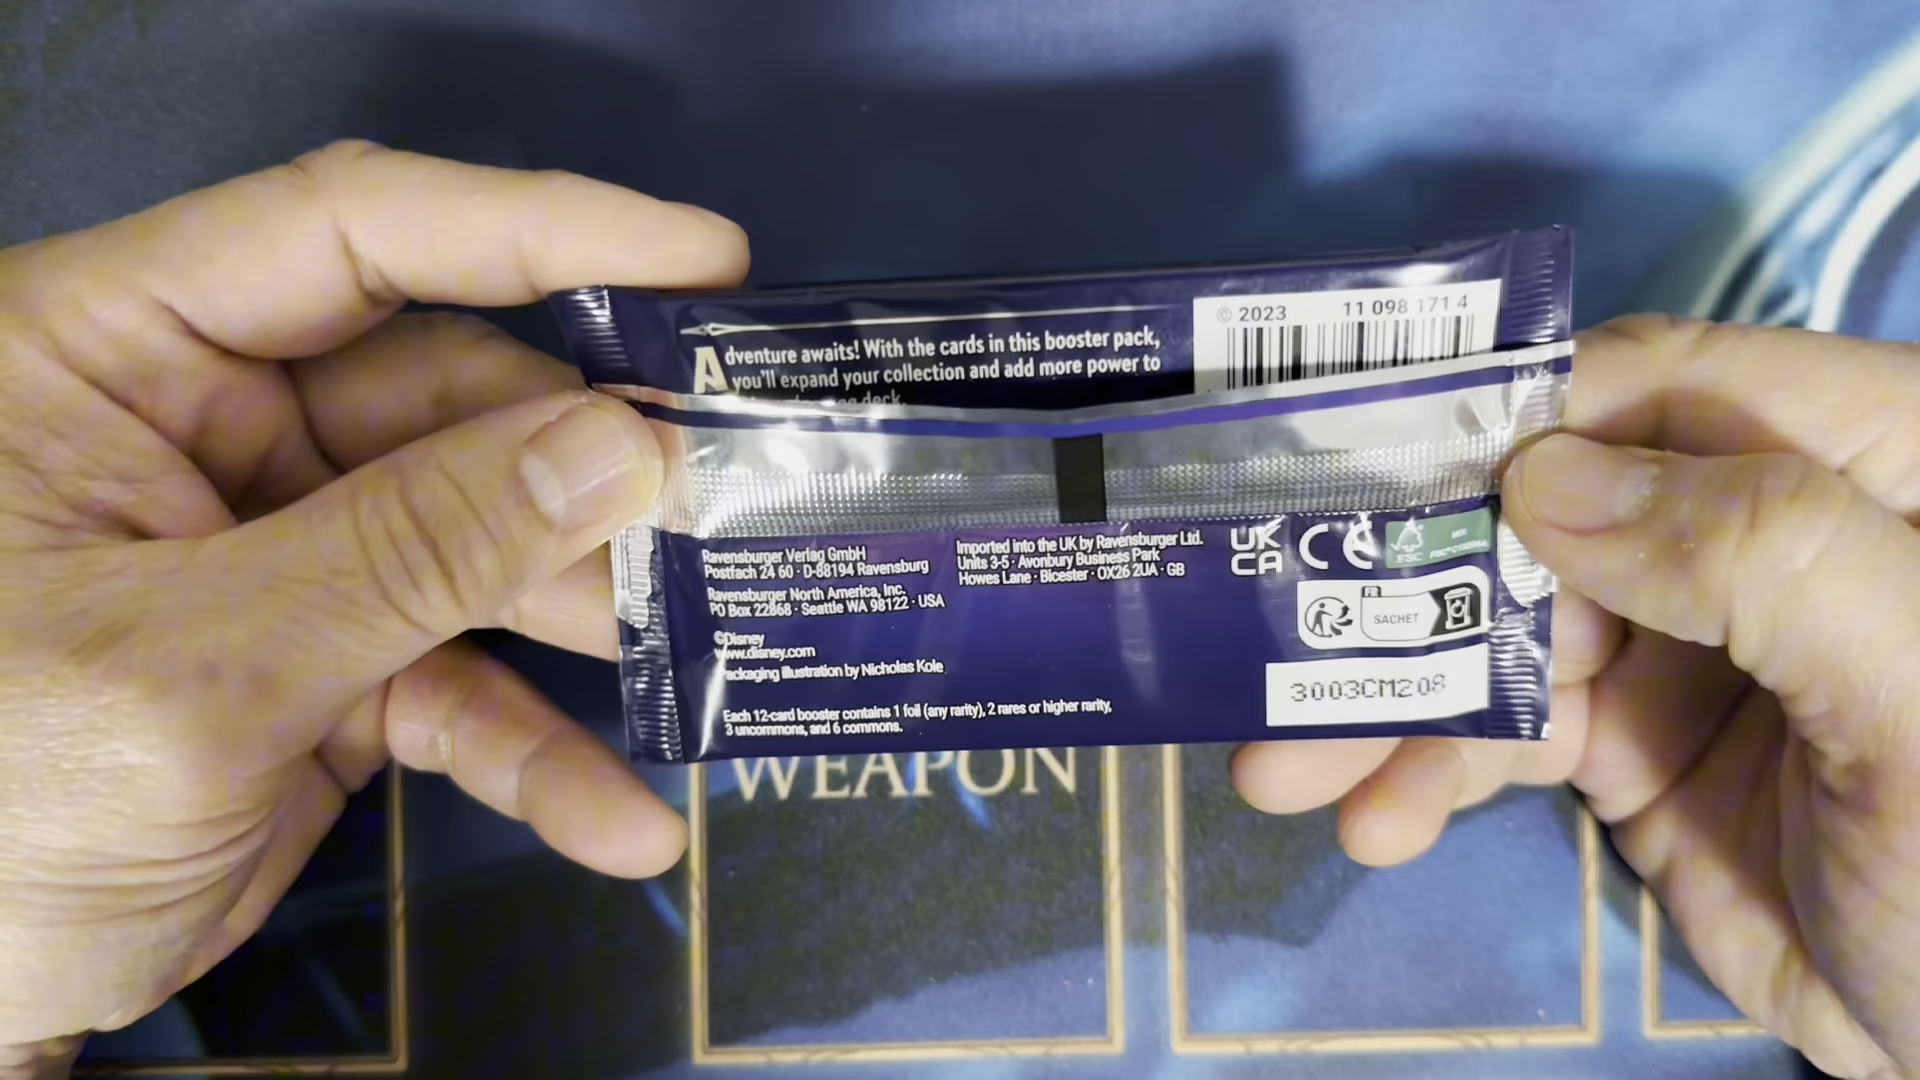 © 2023 11 098 171 4
Adventure awaits! With the cards in this booster pack,
you'll expand your collection and add more power to
deck.
Ravensburger Verlag GmbH
Postfach 24 60 · D-88194 Ravensburg
Ravensburger North America, Inc.
PO Box 22868 · Seattle WA 98122 · USA
©Disney
www.disney.com
Packaging illustration by Nicholas Kole
Imported into the UK by Ravensburger Ltd.
Units 3-5 · Avonbury Business Park
Howes Lane · Bicester · OX26 2UA · GB
UK
CA
CE
FSC
MIX
FR
SACHET
3003CM208
Each 12-card booster contains 1 foil (any rarity), 2 rares or higher rarity,
3 uncommons, and 6 commons.
WEAPON